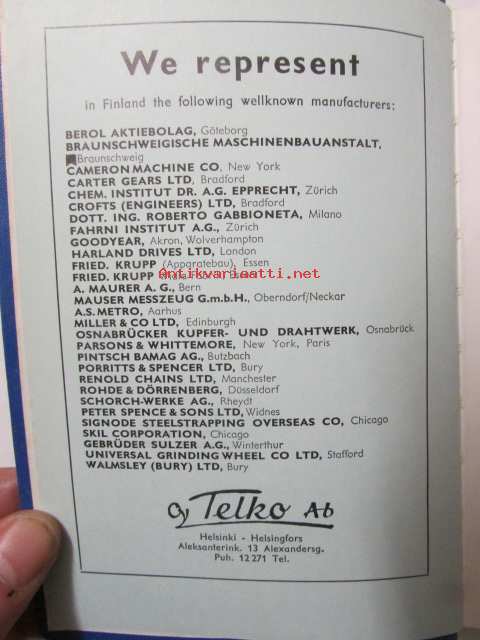 We represent
in Finland the following wellknown manufacturers:
BEROL AKTIEBOLAG, Göteborg
BRAUNSCHWEIGISCHE MASCHINENBAUANSTALT,
Braunschweig
CAMERON MACHINE CO, New York
CARTER GEARS LTD, Bradford
CHEM. INSTITUT DR. A.G. EPPRECHT, Zürich
CROFTS (ENGINEERS) LTD, Bradford
DOTT. ING. ROBERTO GABBIONETA, Milano
FAHRNI INSTITUT A.G., Zürich
GOODYEAR, Akron, Wolverhampton
HARLAND DRIVES LTD, London
FRIED. KRUPP (Apparatebau), Essen
FRIED. KRUPP
Antikvariaatti.net
A. MAURER A.G., Bern
MAUSER MESSZEUG G.m.b.H., Oberndorf/Neckar
A.S. METRO, Aarhus
MILLER & CO LTD, Edinburgh
OSNABRÜCKER KUPFER- UND DRAHTWERK, Osnabrück
PARSONS & WHITTEMORE, New York, Paris
PINTSCH BAMAG AG., Butzbach
PORRITTS & SPENCER LTD, Bury
RENOLD CHAINS LTD, Manchester
ROHDE & DÖRRENBERG, Düsseldorf
SCHORCH-WERKE AG., Rheydt
PETER SPENCE & SONS LTD, Widnes
SIGNODE STEELSTRAPPING OVERSEAS CO, Chicago
SKIL CORPORATION, Chicago
GEBRÜDER SULZER A.G., Winterthur
UNIVERSAL GRINDING WHEEL CO LTD, Stafford
WALMSLEY (BURY) LTD, Bury
Oy Telko Ab
Helsinki - Helsingfors
Aleksanterink. 13 Alexandersg.
Puh. 12 271 Tel.